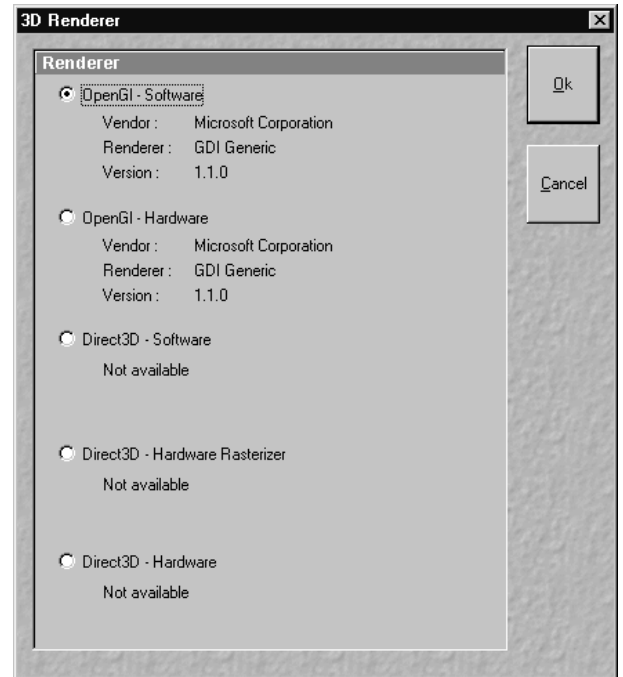 3D Renderer
Renderer
OpenGl - Software
Vendor : Microsoft Corporation
Renderer : GDI Generic
Version : 1.1.0
OpenGl - Hardware
Vendor : Microsoft Corporation
Renderer : GDI Generic
Version : 1.1.0
Direct3D - Software
Not available
Direct3D - Hardware Rasterizer
Not available
Direct3D - Hardware
Not available
Ok
Cancel